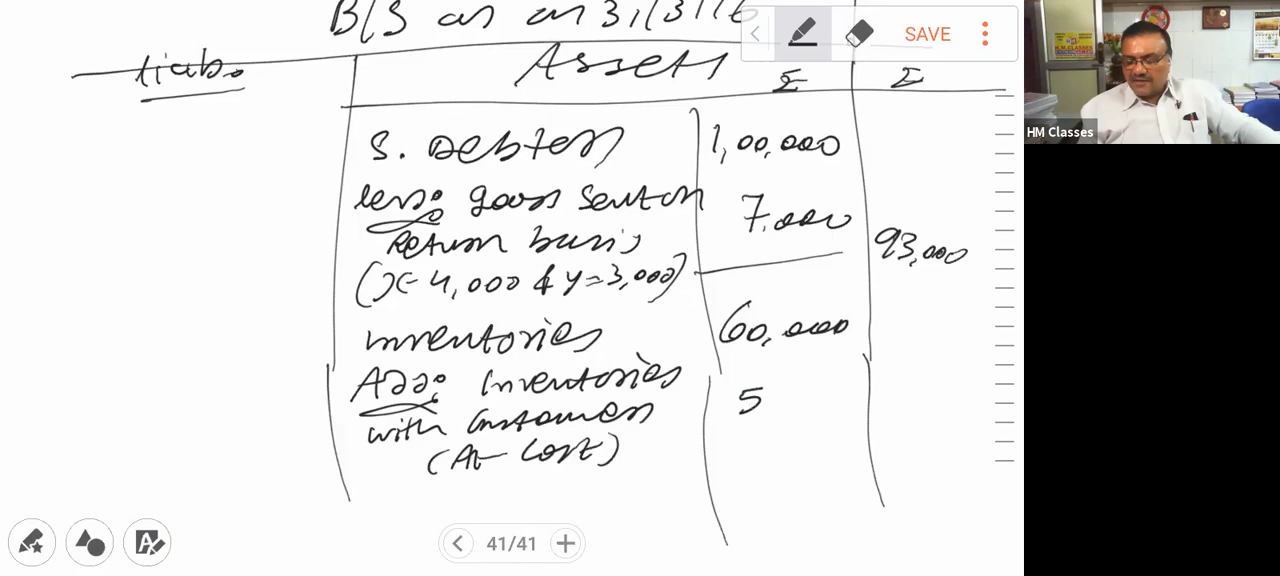 B/S as on 31/3/16
SAVE
Liab. Assets ₹ ₹
S. Debtors 1,00,000
Less: goods sent on 7,000
Return basis 93,000
(X= 4,000 & Y=3,000)
Inventories 60,000
Add: Inventories 5
with Customers
(At Cost)
41/41
HM Classes